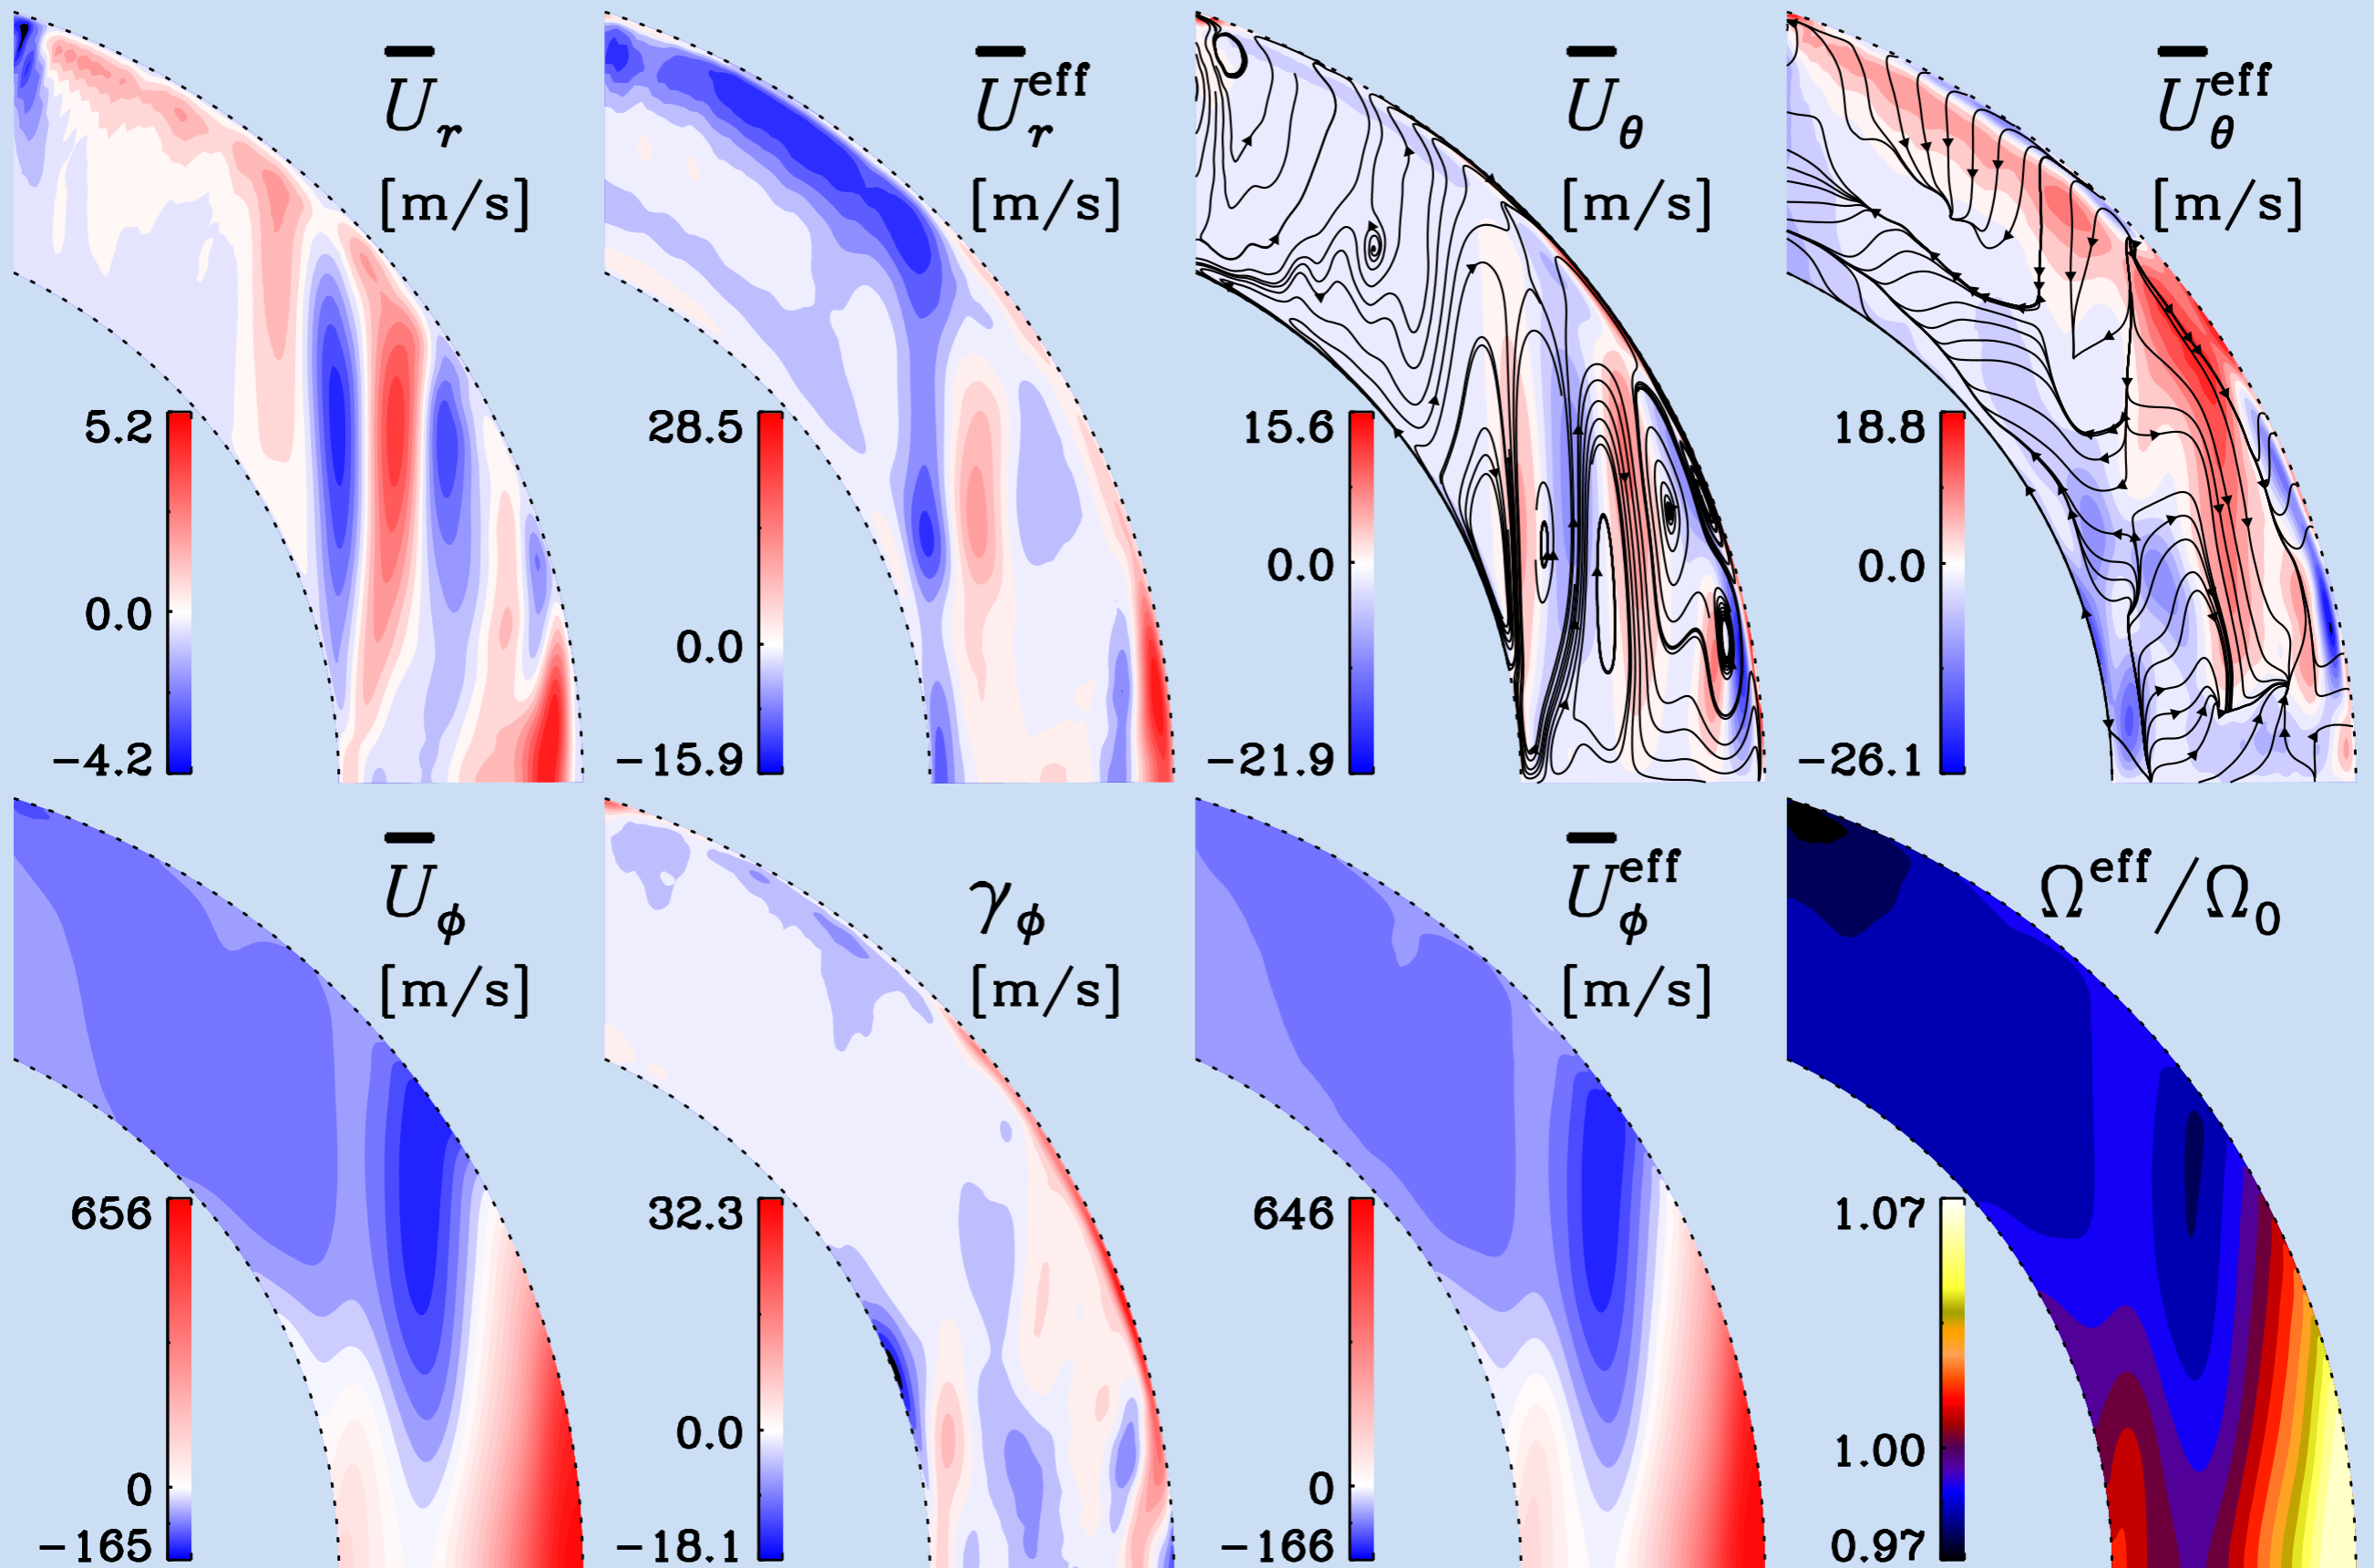 U̅_r
[m/s]
5.2
0.0
−4.2
U̅_r^eff
[m/s]
28.5
0.0
−15.9
U̅_θ
[m/s]
15.6
0.0
−21.9
U̅_θ^eff
[m/s]
18.8
0.0
−26.1
U̅_ϕ
[m/s]
656
0
−165
γ_ϕ
[m/s]
32.3
0.0
−18.1
U̅_ϕ^eff
[m/s]
646
0
−166
Ω^eff/Ω_0
1.07
1.00
0.97